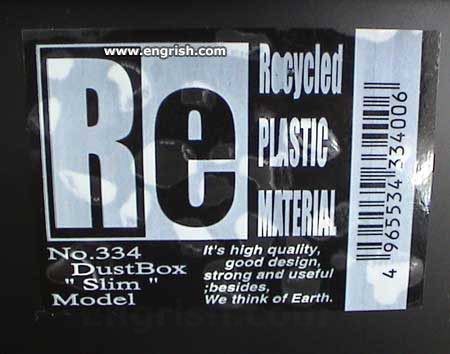 www.engrish.com
Re
Recycled
PLASTIC
MATERIAL
No.334
DustBox
" Slim "
Model
It's high quality,
good design,
strong and useful
;besides,
We think of Earth.
4 965534 334006